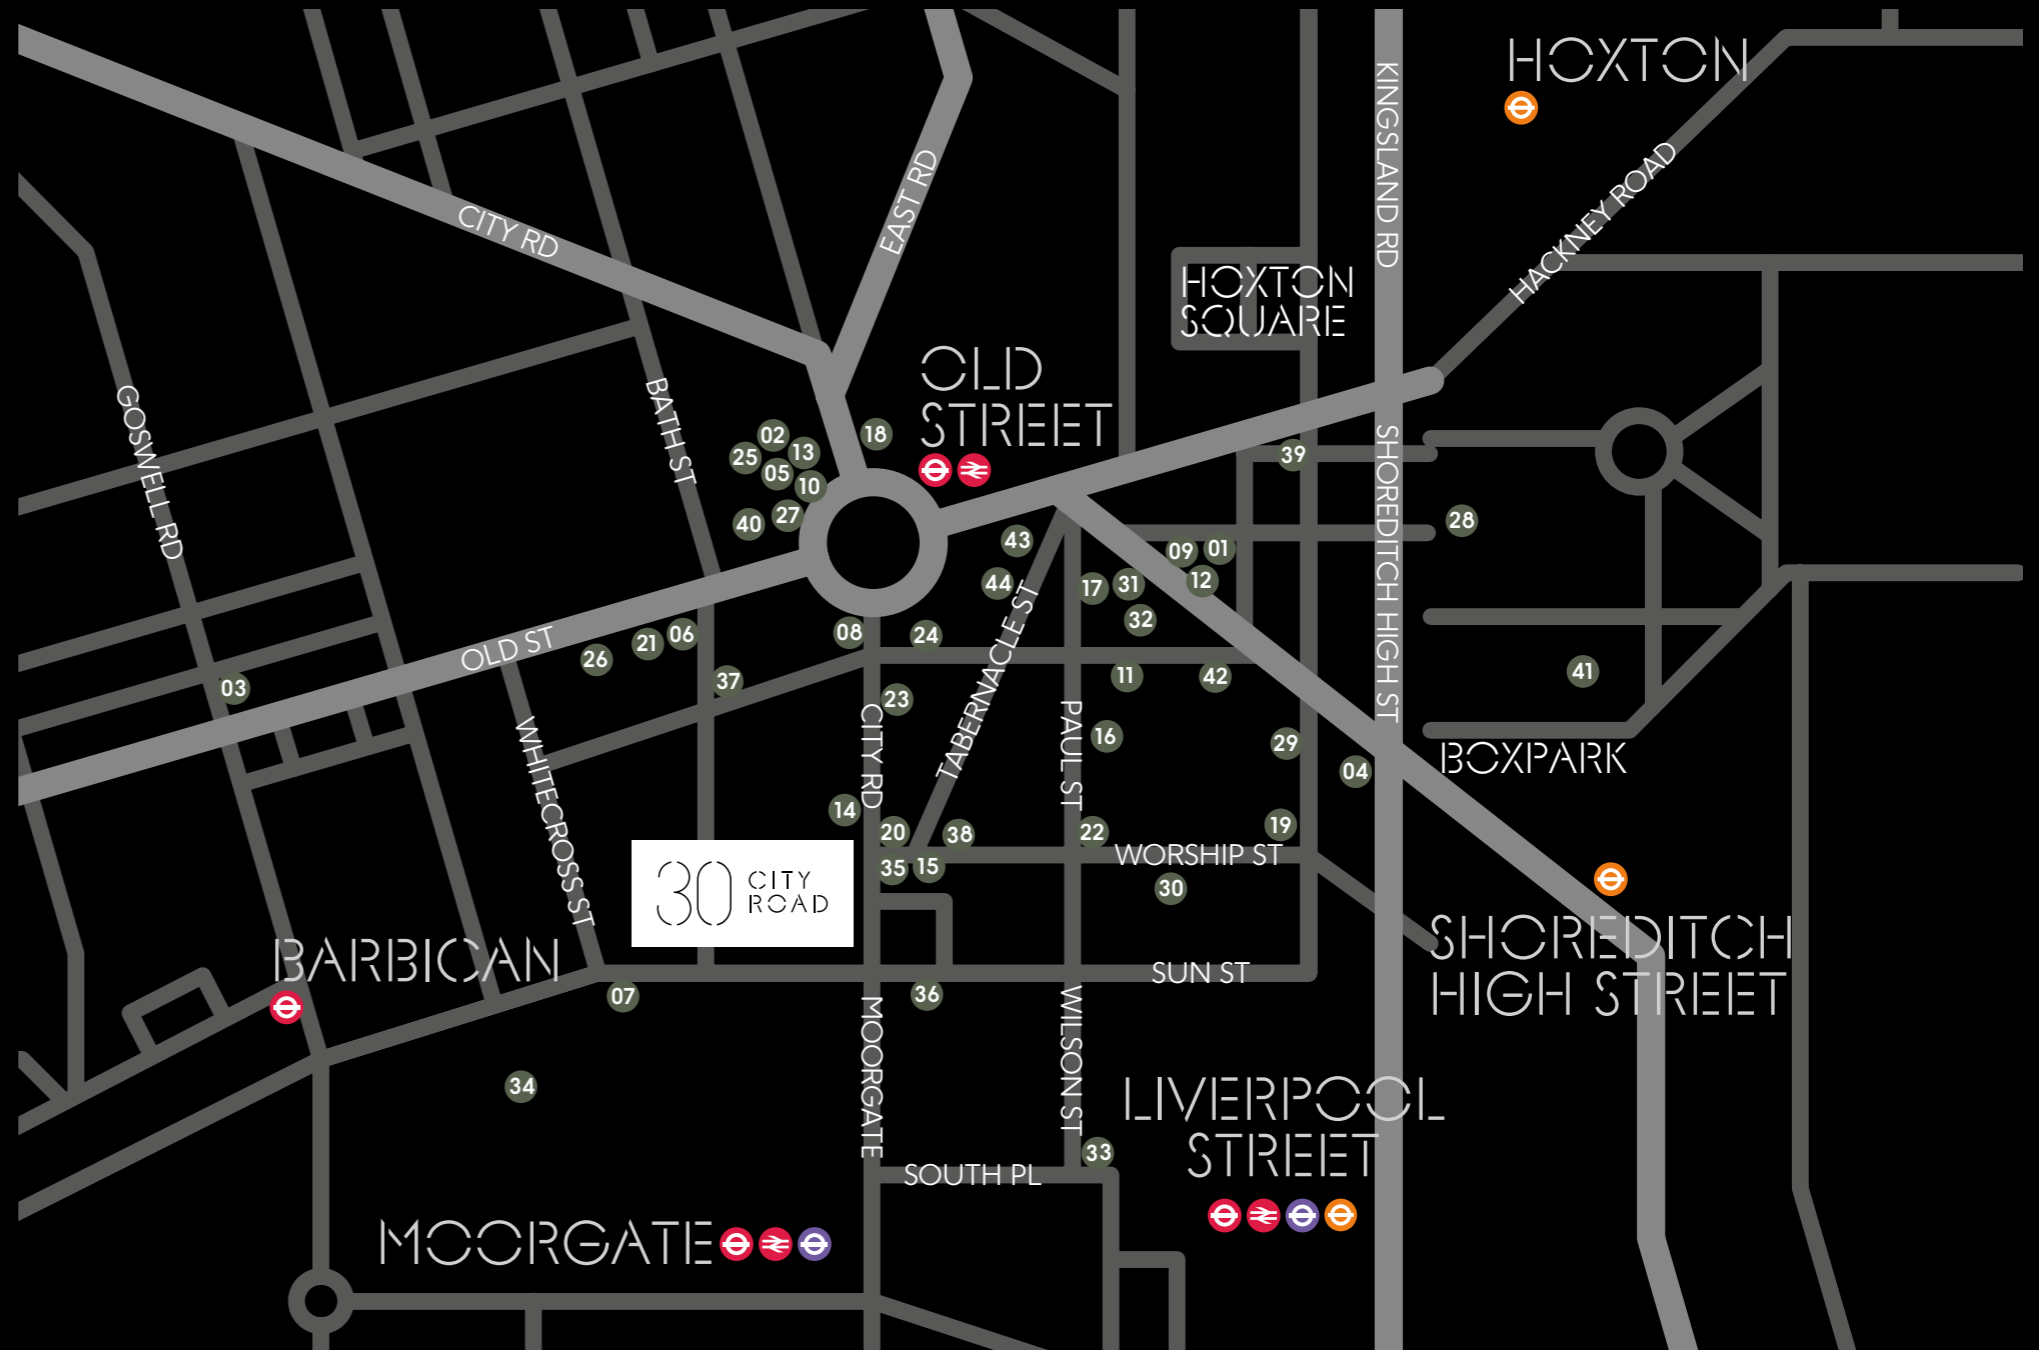 HOXTON
KINGSLAND RD
HACKNEY ROAD
EAST RD
CITY RD
HOXTON
SQUARE
OLD
STREET
GOSWELL RD
BATH ST
02
18
13
25
05
10
27
40
39
SHOREDITCH HIGH ST
28
43
09
01
44
17
31
12
32
08
24
06
21
OLD ST
26
03
37
23
11
42
41
TABERNACLE ST
CITY RD
PAUL ST
16
29
04
BOXPARK
WHITECROSS ST
14
20
38
22
19
WORSHIP ST
35
15
30
30 CITY
ROAD
SHOREDITCH
HIGH STREET
BARBICAN
SUN ST
07
36
MOORGATE
WILSON ST
34
LIVERPOOL
STREET
33
SOUTH PL
MOORGATE